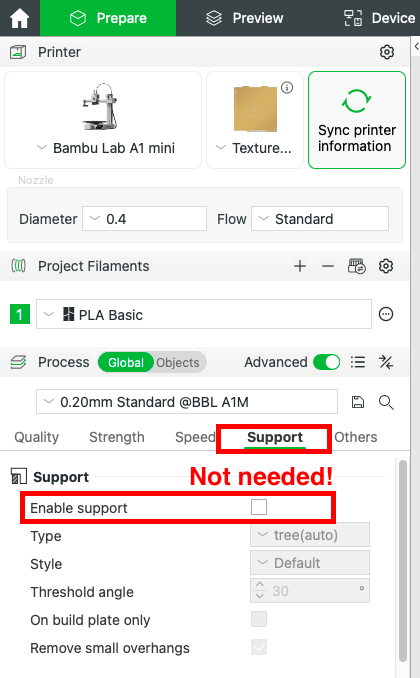 Prepare
Preview
Device
Printer
Bambu Lab A1 mini
Texture...
Sync printer
information
Nozzle
Diameter
0.4
Flow
Standard
Project Filaments
1
PLA Basic
Process
Global
Objects
Advanced
0.20mm Standard @BBL A1M
Quality
Strength
Speed
Support
Others
Support
Not needed!
Enable support
Type
tree(auto)
Style
Default
Threshold angle
30
°
On build plate only
Remove small overhangs